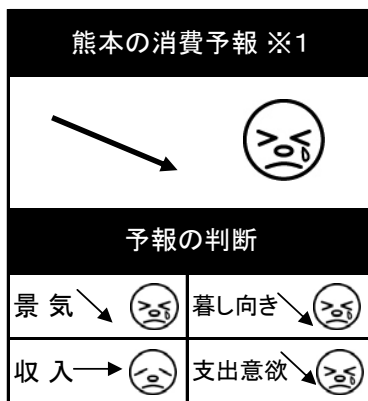 熊本の消費予報 ※1
予報の判断
景 気
暮し向き
収 入
支出意欲